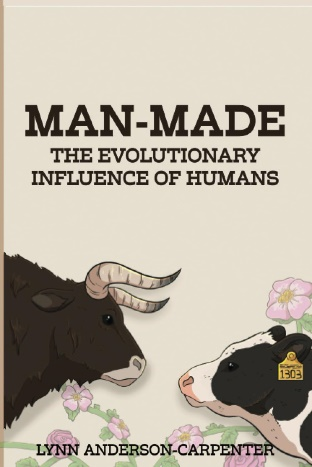 MAN-MADE
THE EVOLUTIONARY
INFLUENCE OF HUMANS
1303
LYNN ANDERSON-CARPENTER